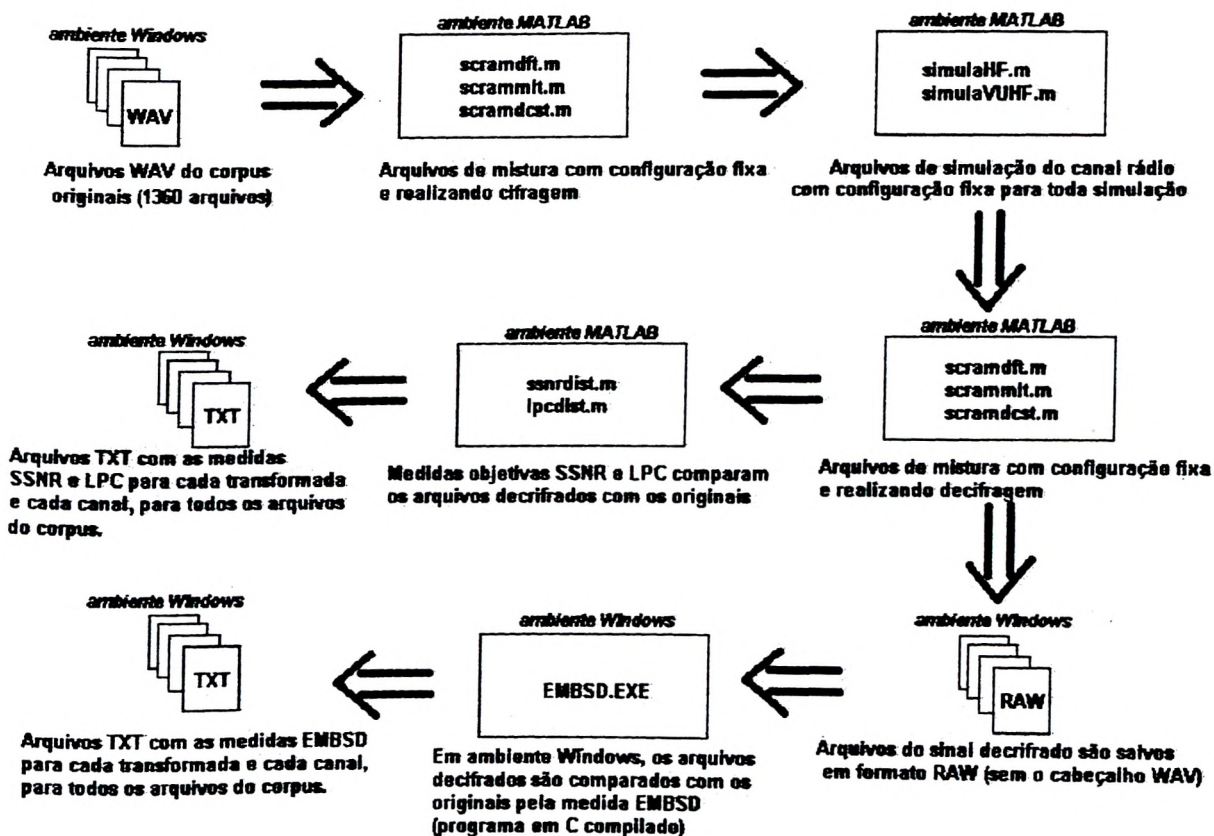 ambiente Windows
WAV
Arquivos WAV do corpus
originais (1360 arquivos)
ambiente MATLAB
scramdft.m
scrammlt.m
scramdcst.m
Arquivos de mistura com configuração fixa
e realizando cifragem
ambiente MATLAB
simulaHF.m
simulaVUHF.m
Arquivos de simulação do canal rádio
com configuração fixa para toda simulação
ambiente MATLAB
scramdft.m
scrammlt.m
scramdcst.m
Arquivos de mistura com configuração fixa
e realizando decifragem
ambiente MATLAB
ssnrdist.m
lpcdist.m
Medidas objetivas SSNR e LPC comparam
os arquivos decrifrados com os originais
ambiente Windows
TXT
Arquivos TXT com as medidas
SSNR e LPC para cada transformada
e cada canal, para todos os arquivos
do corpus.
ambiente Windows
RAW
Arquivos do sinal decrifrado são salvos
em formato RAW (sem o cabeçalho WAV)
ambiente Windows
EMBSD.EXE
Em ambiente Windows, os arquivos
decifrados são comparados com os
originais pela medida EMBSD
(programa em C compilado)
ambiente Windows
TXT
Arquivos TXT com as medidas EMBSD
para cada transformada e cada canal,
para todos os arquivos do corpus.